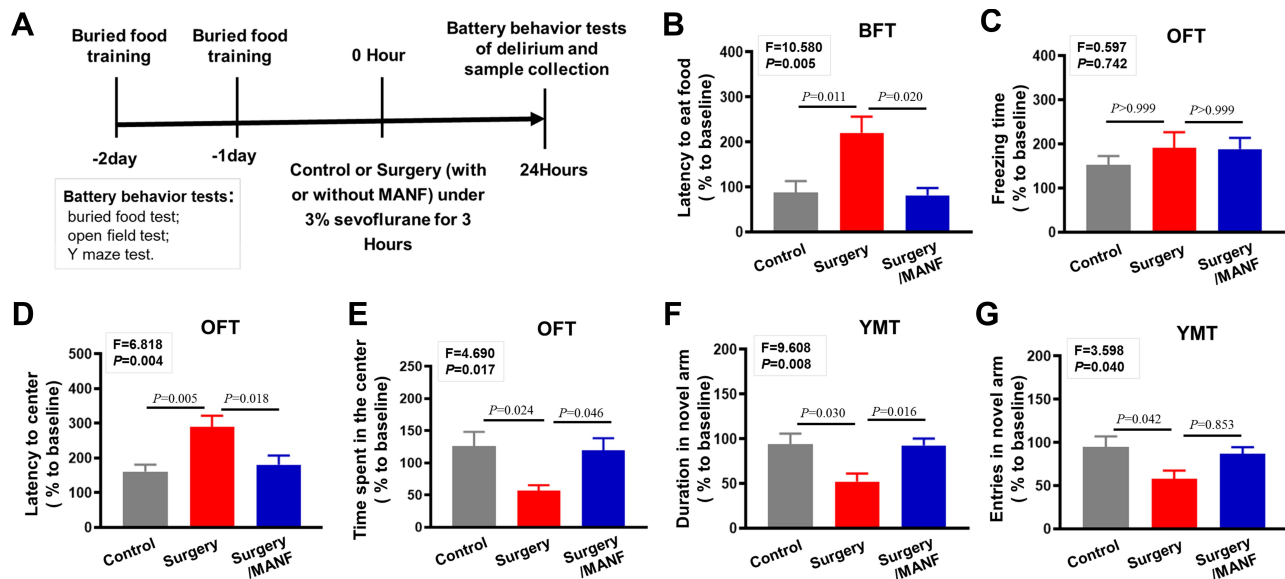 A
Buried food
training
Buried food
training
0 Hour
Battery behavior tests
of delirium and
sample collection
-2day
-1day
24Hours
Control or Surgery (with
or without MANF) under
3% sevoflurane for 3
Hours
Battery behavior tests:
buried food test;
open field test;
Y maze test.
B
BFT
F=10.580
P=0.005
P=0.011
P=0.020
Latency to eat food
( % to baseline)
400
300
200
100
0
Control
Surgery
Surgery
/MANF
C
OFT
F=0.597
P=0.742
P>0.999
P>0.999
Freezing time
( % to baseline)
400
300
200
100
0
Control
Surgery
Surgery
/MANF
D
OFT
F=6.818
P=0.004
P=0.005
P=0.018
Latency to center
( % to baseline)
500
400
300
200
100
0
Control
Surgery
Surgery
/MANF
E
OFT
F=4.690
P=0.017
P=0.024
P=0.046
Time spent in the center
( % to baseline)
250
200
150
100
50
0
Control
Surgery
Surgery
/MANF
F
YMT
F=9.608
P=0.008
P=0.030
P=0.016
Duration in novel arm
( % to baseline)
200
150
100
50
0
Control
Surgery
Surgery
/MANF
G
YMT
F=3.598
P=0.040
P=0.042
P=0.853
Entries in novel arm
( % to baseline)
200
150
100
50
0
Control
Surgery
Surgery
/MANF